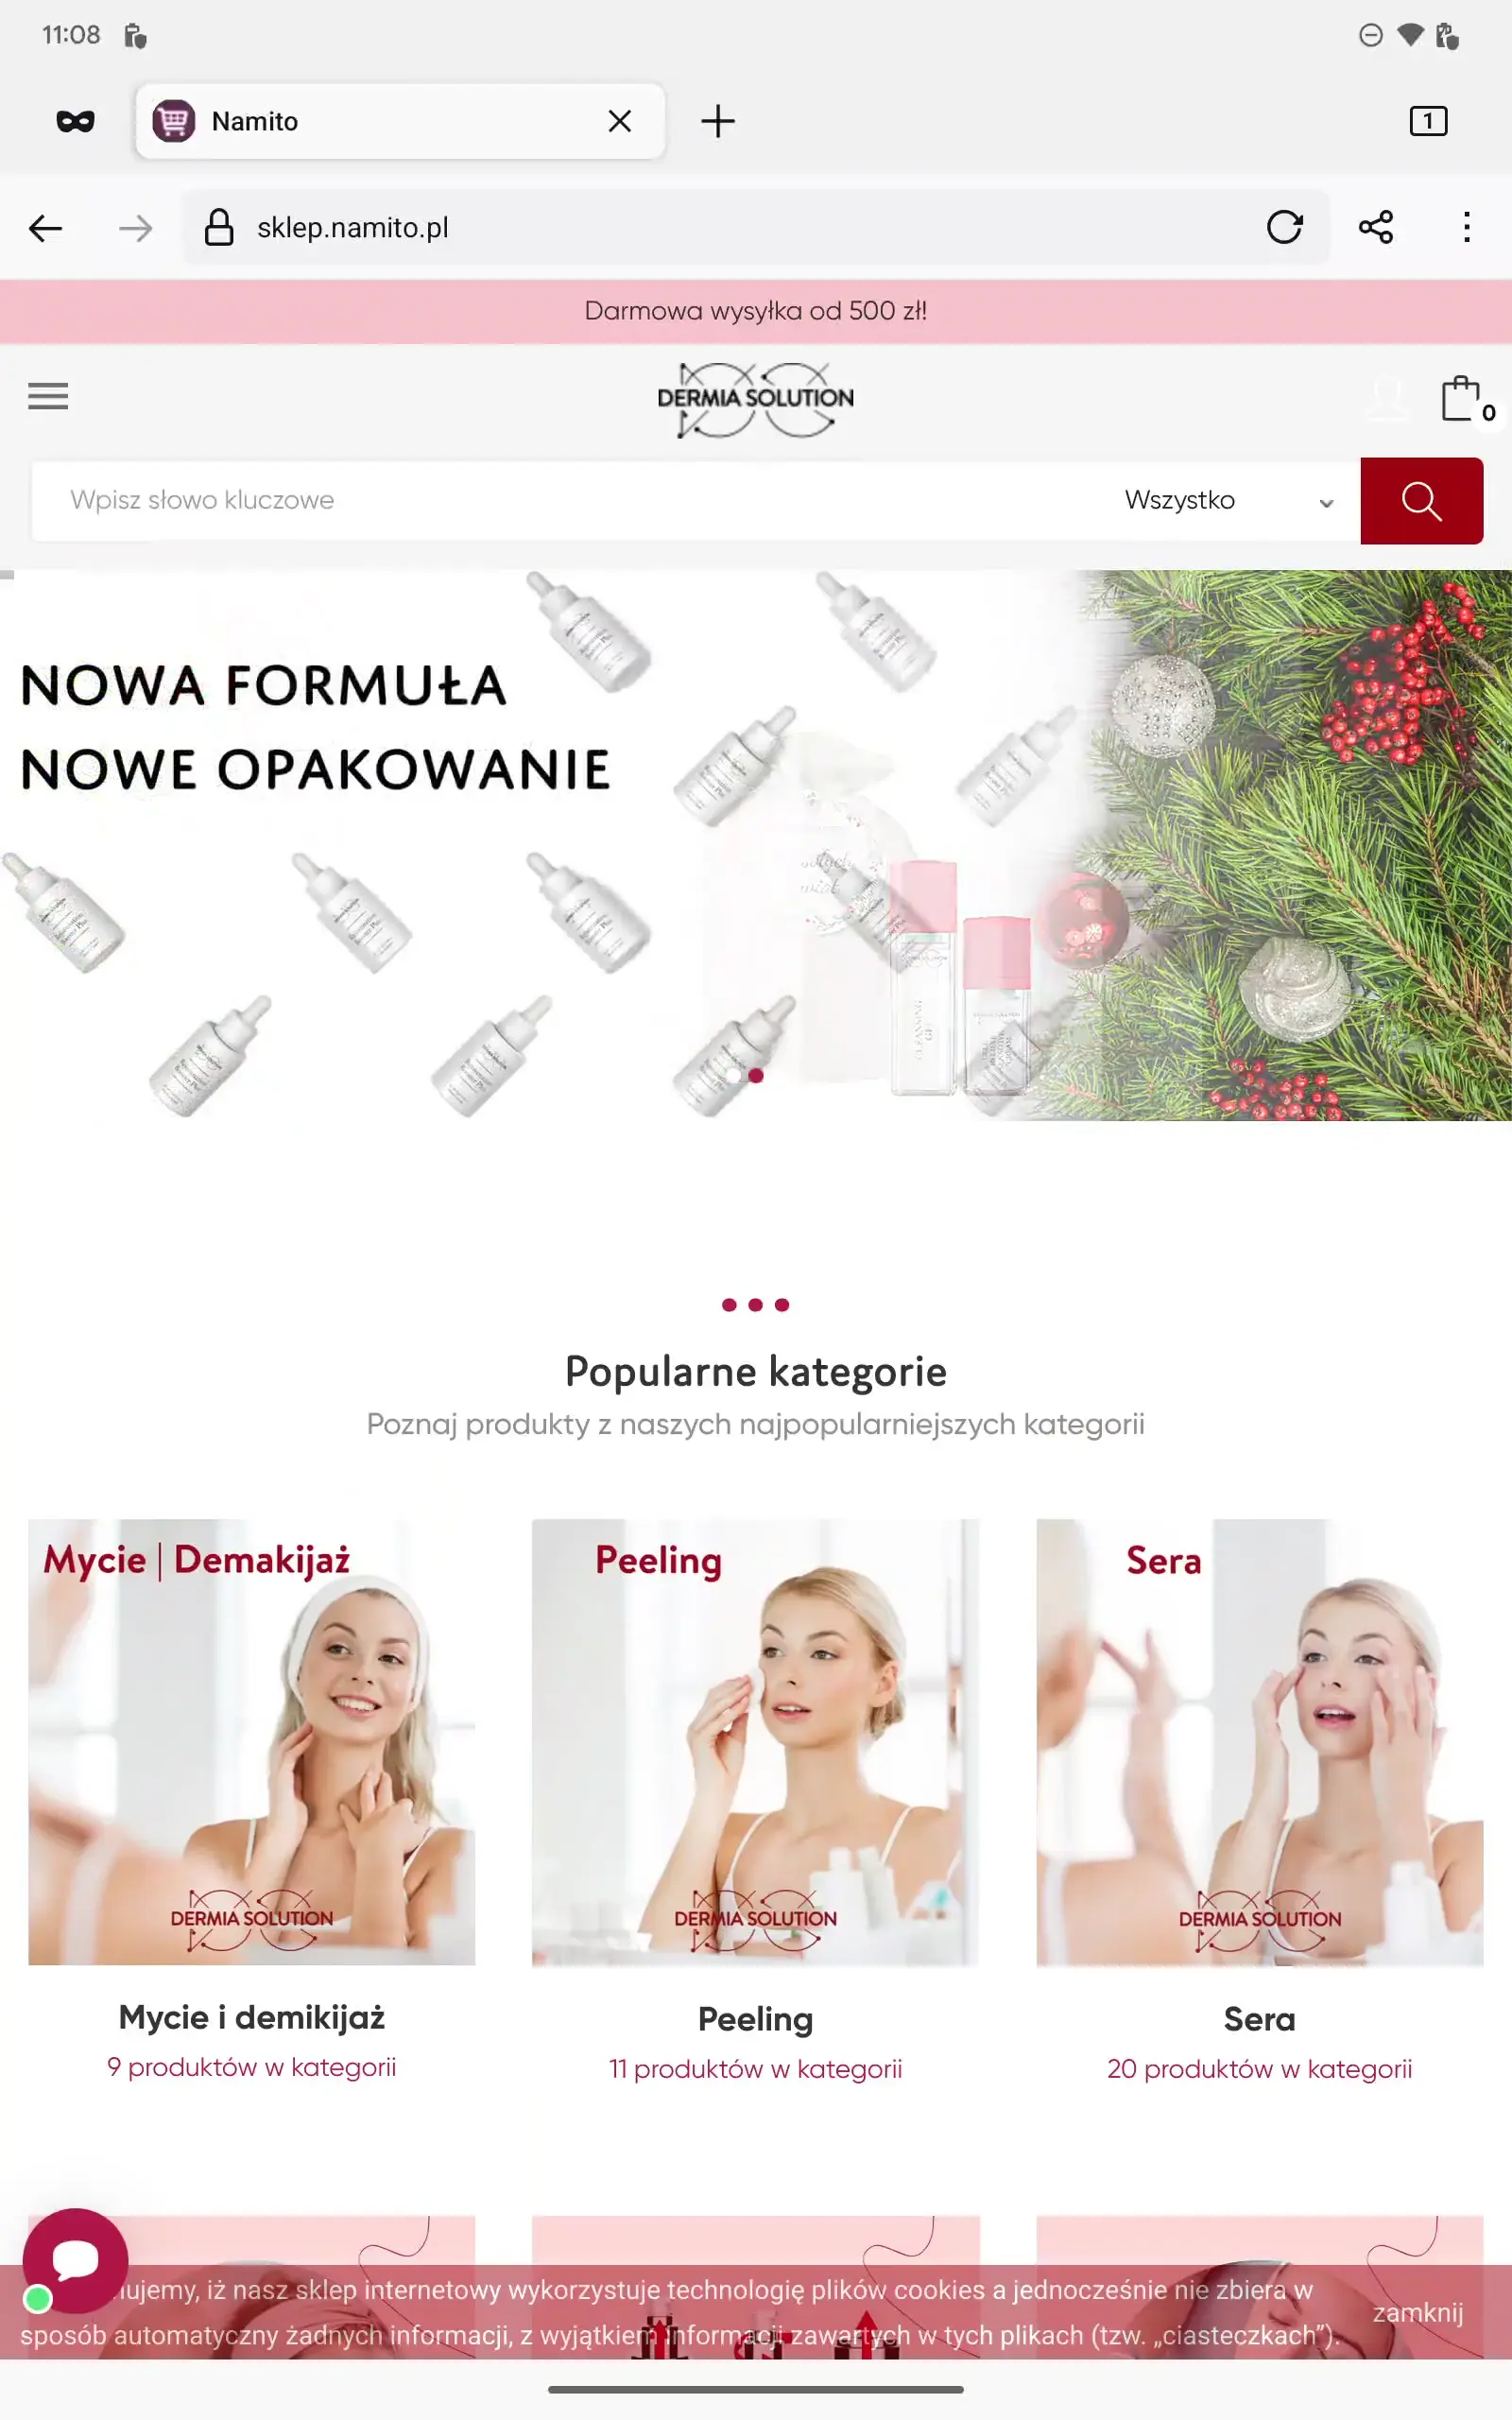 11:08
Namito
1
sklep.namito.pl
Darmowa wysyłka od 500 zł!
DERMIA SOLUTION
0
Wpisz słowo kluczowe
Wszystko
NOWA FORMUŁA
NOWE OPAKOWANIE
Popularne kategorie
Poznaj produkty z naszych najpopularniejszych kategorii
Mycie | Demakijaż
Peeling
Sera
DERMIA SOLUTION
DERMIA SOLUTION
DERMIA SOLUTION
Mycie i demikijaż
Peeling
Sera
9 produktów w kategorii
11 produktów w kategorii
20 produktów w kategorii
iż nasz sklep internetowy wykorzystuje technologię plików cookies a jednocześnie nie zbiera w
sposób automatyczny żadnych informacji, z wyjątkiem informacji zawartych w tych plikach (tzw. „ciasteczkach”).
zamknij